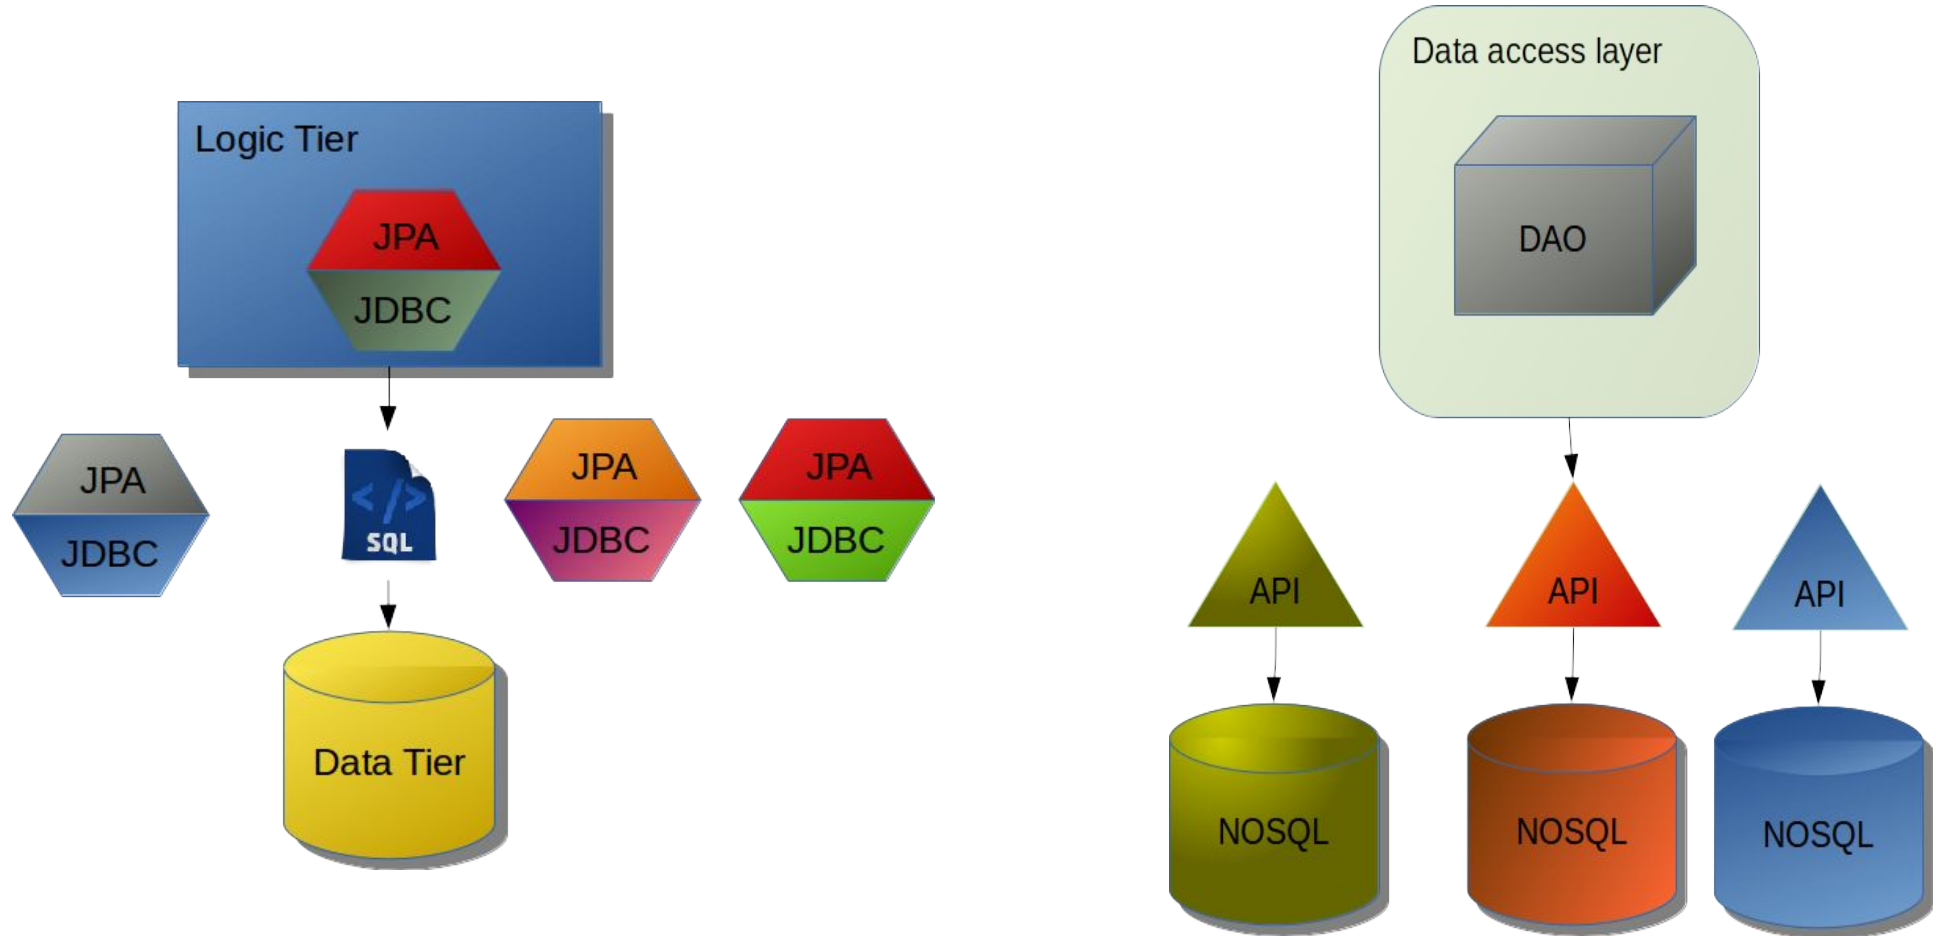 Logic Tier
JPA
JDBC
JPA
JDBC
</>
SQL
JPA
JDBC
JPA
JDBC
Data Tier
Data access layer
DAO
API
API
API
NOSQL
NOSQL
NOSQL